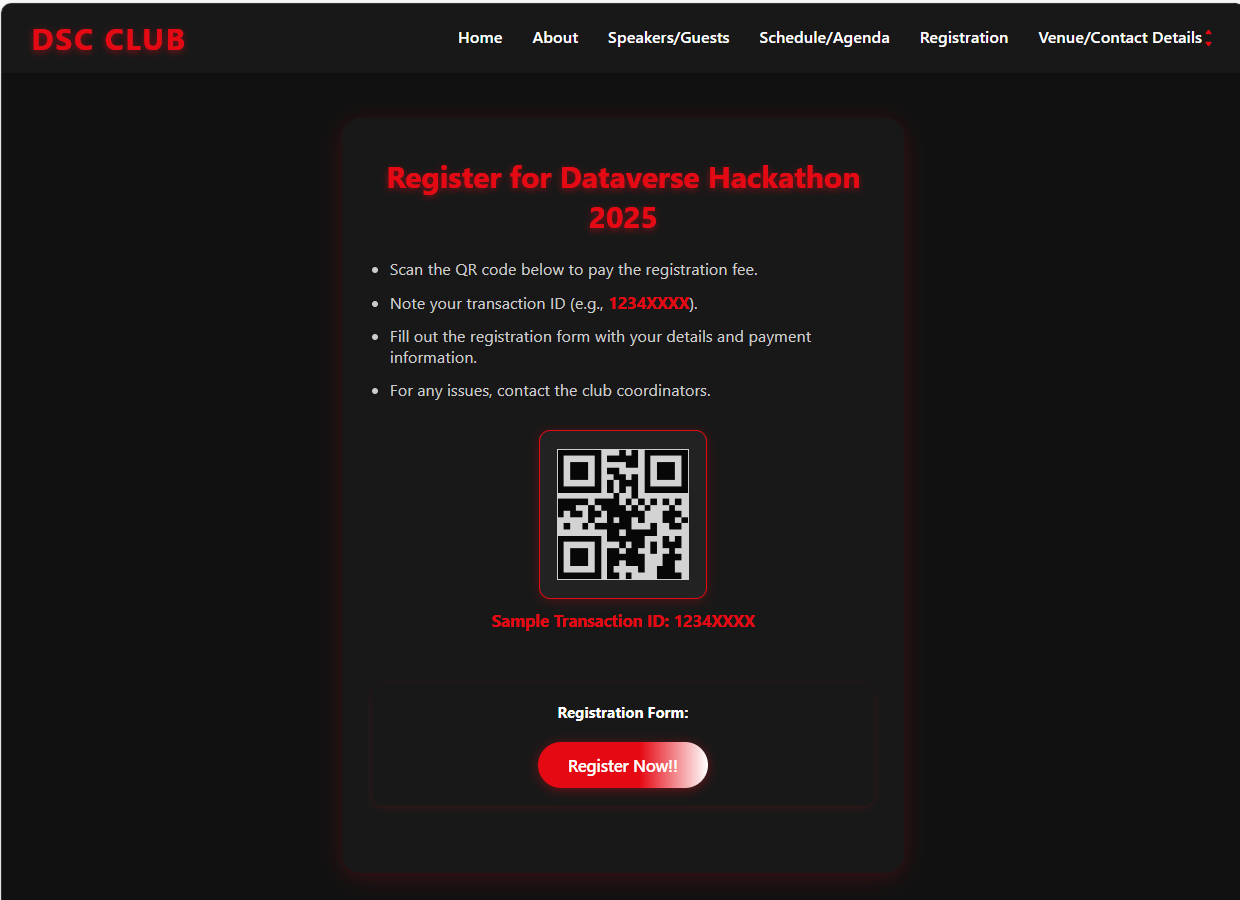 DSC CLUB
Home About Speakers/Guests Schedule/Agenda Registration Venue/Contact Details
Register for Dataverse Hackathon
2025
• Scan the QR code below to pay the registration fee.
• Note your transaction ID (e.g., 1234XXXX).
• Fill out the registration form with your details and payment
information.
• For any issues, contact the club coordinators.
Sample Transaction ID: 1234XXXX
Registration Form:
Register Now!!